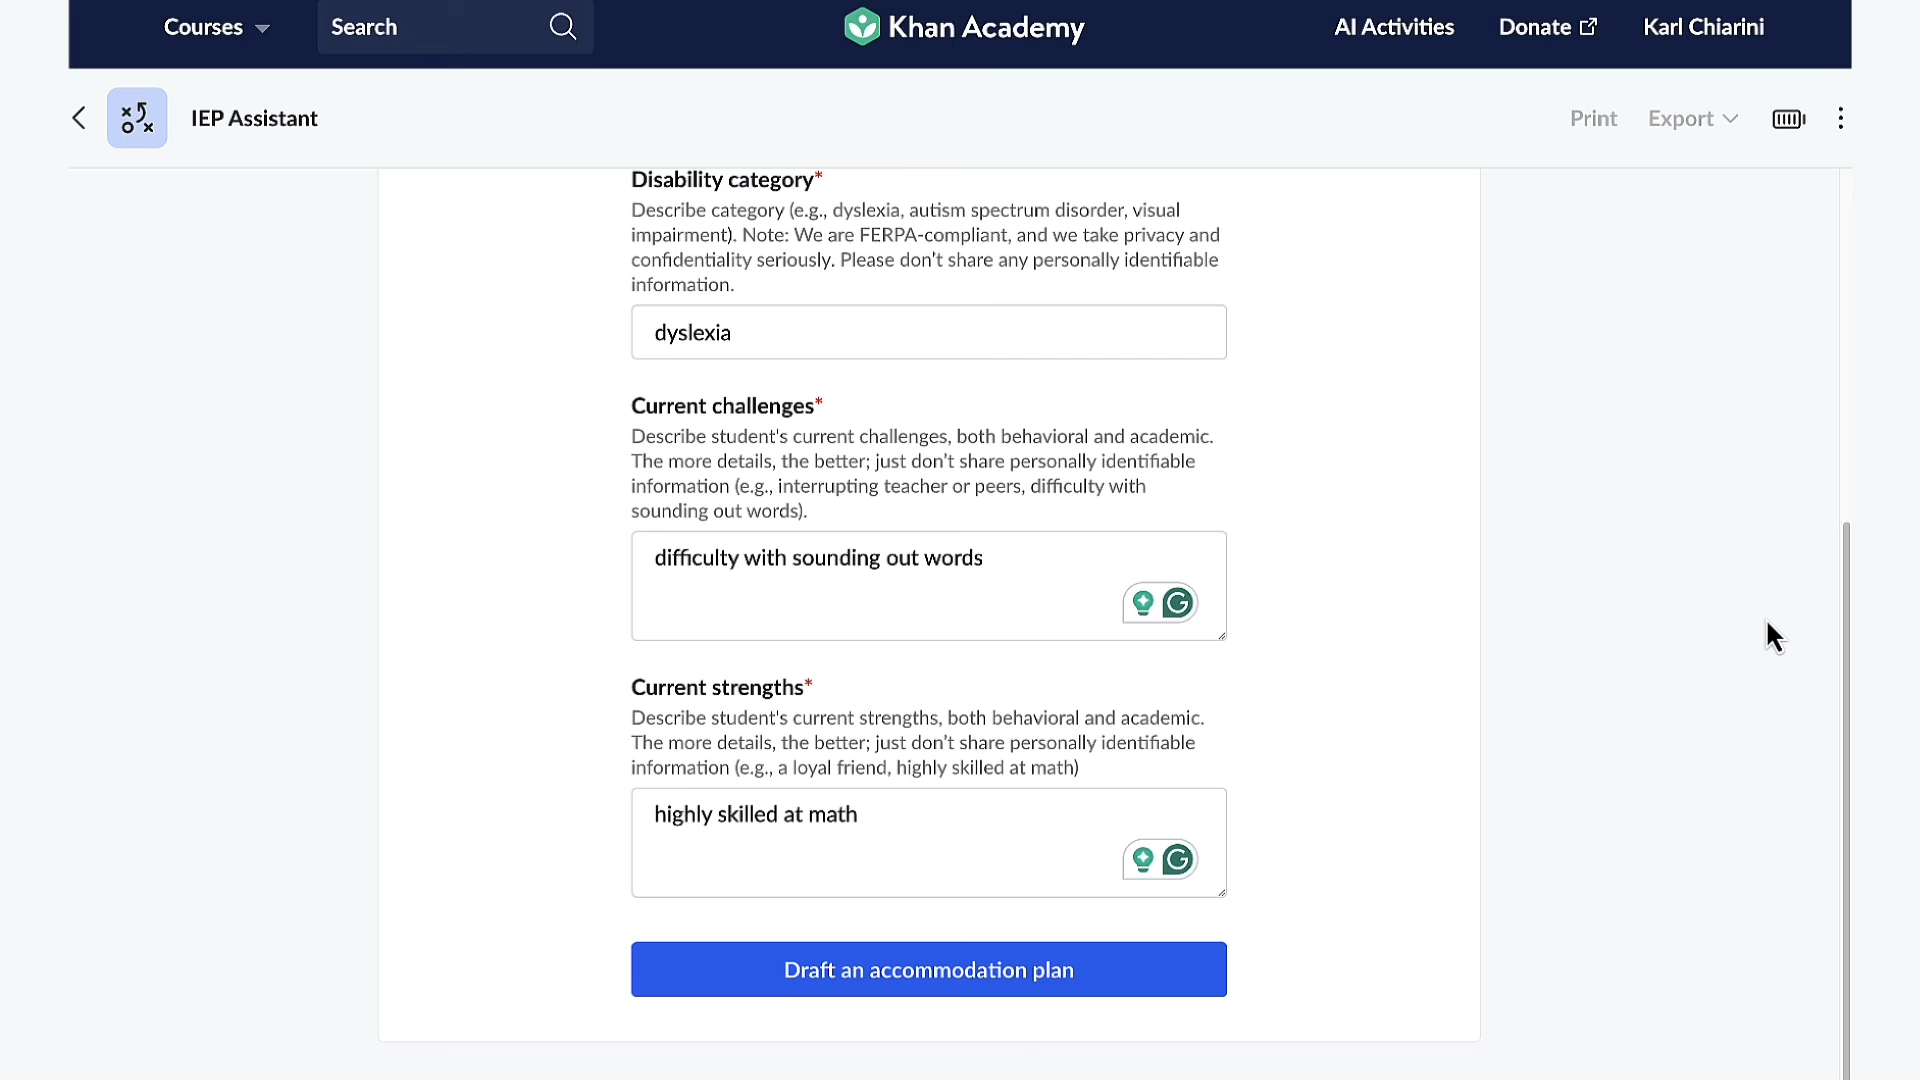 Courses
Search
Khan Academy
AI Activities
Donate
Karl Chiarini
IEP Assistant
Print
Export
Disability category*
Describe category (e.g., dyslexia, autism spectrum disorder, visual
impairment). Note: We are FERPA-compliant, and we take privacy and
confidentiality seriously. Please don't share any personally identifiable
information.
dyslexia
Current challenges*
Describe student's current challenges, both behavioral and academic.
The more details, the better; just don’t share personally identifiable
information (e.g., interrupting teacher or peers, difficulty with
sounding out words).
difficulty with sounding out words
Current strengths*
Describe student's current strengths, both behavioral and academic.
The more details, the better; just don’t share personally identifiable
information (e.g., a loyal friend, highly skilled at math)
highly skilled at math
Draft an accommodation plan